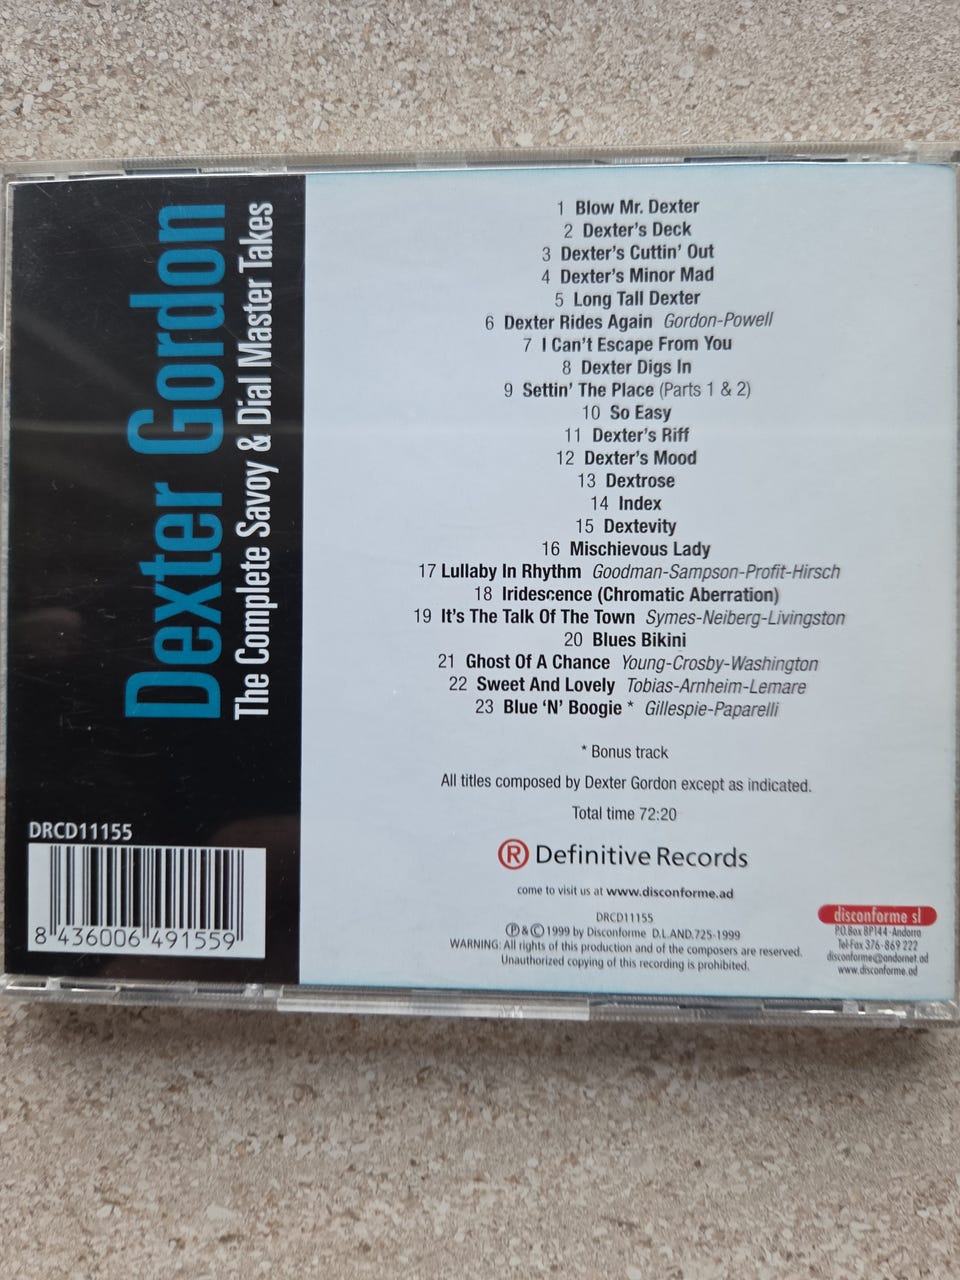 Dexter Gordon
The Complete Savoy & Dial Master Takes
1 Blow Mr. Dexter
2 Dexter's Deck
3 Dexter's Cuttin' Out
4 Dexter's Minor Mad
5 Long Tall Dexter
6 Dexter Rides Again Gordon-Powell
7 I Can't Escape From You
8 Dexter Digs In
9 Settin' The Place (Parts 1 & 2)
10 So Easy
11 Dexter's Riff
12 Dexter's Mood
13 Dextrose
14 Index
15 Dextevity
16 Mischievous Lady
17 Lullaby In Rhythm Goodman-Sampson-Profit-Hirsch
18 Iridescence (Chromatic Aberration)
19 It's The Talk Of The Town Symes-Neiberg-Livingston
20 Blues Bikini
21 Ghost Of A Chance Young-Crosby-Washington
22 Sweet And Lovely Tobias-Arnheim-Lemare
23 Blue 'N' Boogie * Gillespie-Paparelli
* Bonus track
All titles composed by Dexter Gordon except as indicated.
Total time 72:20
® Definitive Records
come to visit us at www.disconforme.ad
DRCD11155
℗ & © 1999 by Disconforme D.L.AND.725-1999
WARNING: All rights of this production and of the composers are reserved.
Unauthorized copying of this recording is prohibited.
disconforme sl
P.O.Box BP144-Andorra
Tel-Fax 376-869 222
disconforme@andornet.ad
www.disconforme.ad
DRCD11155
8 436006 491559